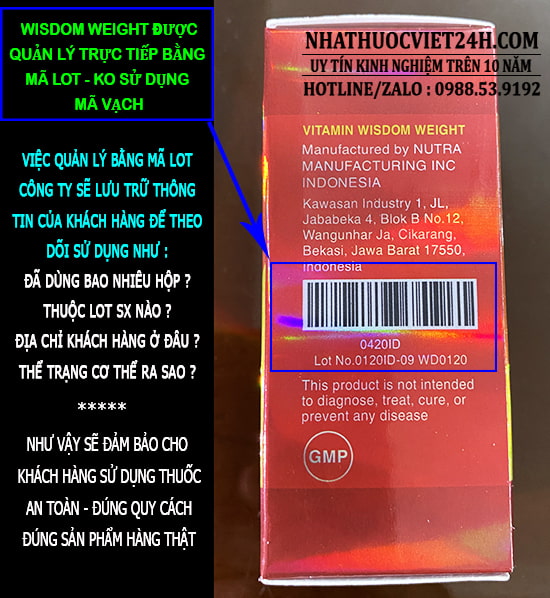 WISDOM WEIGHT ĐƯỢC
QUẢN LÝ TRỰC TIẾP BẰNG
MÃ LOT - KO SỬ DỤNG
MÃ VẠCH
VIỆC QUẢN LÝ BẰNG MÃ LOT
CÔNG TY SẼ LƯU TRỮ THÔNG
TIN CỦA KHÁCH HÀNG ĐỂ THEO
DÕI SỬ DỤNG NHƯ :
ĐÃ DÙNG BAO NHIÊU HỘP ?
THUỘC LOT SX NÀO ?
ĐỊA CHỈ KHÁCH HÀNG Ở ĐÂU ?
THỂ TRẠNG CƠ THỂ RA SAO ?
*****
NHƯ VẬY SẼ ĐẢM BẢO CHO
KHÁCH HÀNG SỬ DỤNG THUỐC
AN TOÀN - ĐÚNG QUY CÁCH
ĐÚNG SẢN PHẨM HÀNG THẬT
NHATHUOCVIET24H.COM
UY TÍN KINH NGHIỆM TRÊN 10 NĂM
HOTLINE/ZALO : 0988.53.9192
VITAMIN WISDOM WEIGHT
Manufactured by NUTRA
MANUFACTURING INC
INDONESIA
Kawasan Industry 1, JL,
Jababeka 4, Blok B No.12,
Wangunhar Ja, Cikarang,
Bekasi, Jawa Barat 17550,
Indonesia
0420ID
Lot No.0120ID-09 WD0120
This product is not intended
to diagnose, treat, cure, or
prevent any disease
GMP